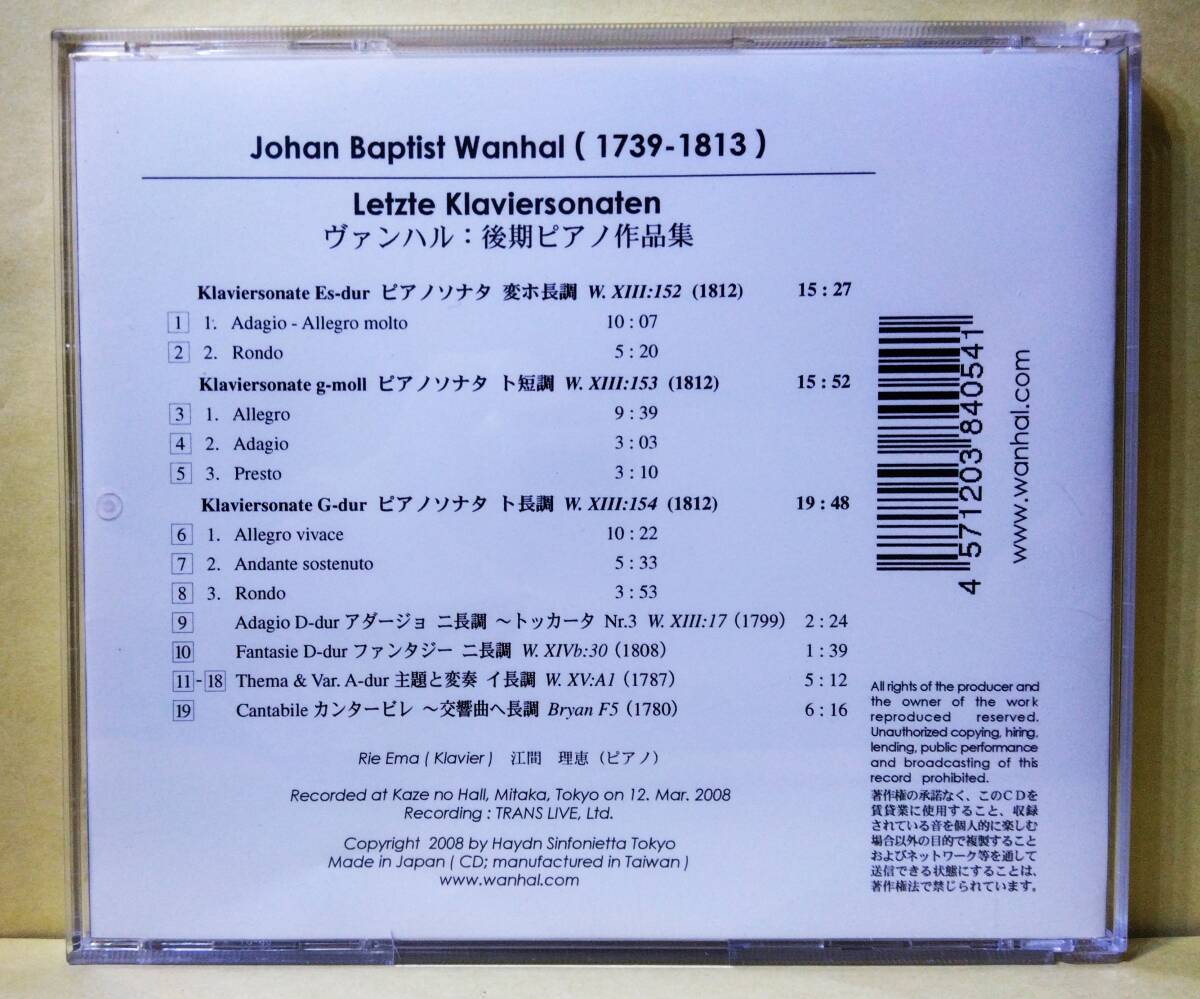 Johan Baptist Wanhal ( 1739-1813 )
Letzte Klaviersonaten
ヴァンハル：後期ピアノ作品集
Klaviersonate Es-dur ピアノソナタ 変ホ長調 W. XIII:152 (1812) 15 : 27
1 1. Adagio - Allegro molto 10 : 07
2 2. Rondo 5 : 20
Klaviersonate g-moll ピアノソナタ ト短調 W. XIII:153 (1812) 15 : 52
3 1. Allegro 9 : 39
4 2. Adagio 3 : 03
5 3. Presto 3 : 10
Klaviersonate G-dur ピアノソナタ ト長調 W. XIII:154 (1812) 19 : 48
6 1. Allegro vivace 10 : 22
7 2. Andante sostenuto 5 : 33
8 3. Rondo 3 : 53
9 Adagio D-dur アダージョ ニ長調 〜トッカータ Nr.3 W. XIII:17 (1799) 2 : 24
10 Fantasie D-dur ファンタジー ニ長調 W. XIVb:30 (1808) 1 : 39
11 - 18 Thema & Var. A-dur 主題と変奏 イ長調 W. XV:A1 (1787) 5 : 12
19 Cantabile カンタービレ 〜交響曲ヘ長調 Bryan F5 (1780) 6 : 16
Rie Ema ( Klavier ) 江間 理恵（ピアノ）
Recorded at Kaze no Hall, Mitaka, Tokyo on 12. Mar. 2008
Recording : TRANS LIVE, Ltd.
Copyright 2008 by Haydn Sinfonietta Tokyo
Made in Japan ( CD; manufactured in Taiwan )
www.wanhal.com
4 571203 840541
www.wanhal.com
All rights of the producer and
the owner of the work
reproduced reserved.
Unauthorized copying, hiring,
lending, public performance
and broadcasting of this
record prohibited.
著作権の承諾なく、このCDを
賃貸業に使用すること、収録
されている音を個人的に楽しむ
場合以外の目的で複製すること
およびネットワーク等を通して
送信できる状態にすることは、
著作権法で禁じられています。